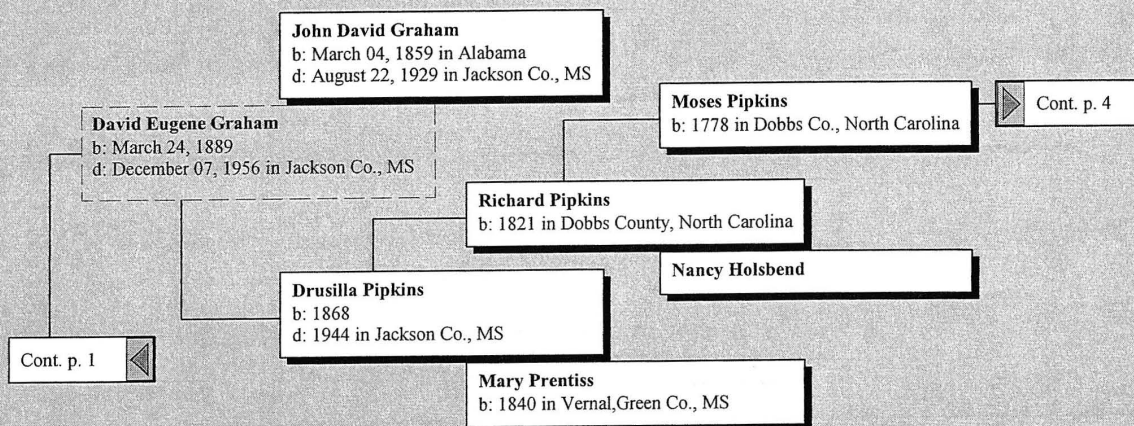 John David Graham
b: March 04, 1859 in Alabama
d: August 22, 1929 in Jackson Co., MS
Moses Pipkins
b: 1778 in Dobbs Co., North Carolina
Cont. p. 4
David Eugene Graham
b: March 24, 1889
d: December 07, 1956 in Jackson Co., MS
Richard Pipkins
b: 1821 in Dobbs County, North Carolina
Nancy Holsbend
Drusilla Pipkins
b: 1868
d: 1944 in Jackson Co., MS
Cont. p. 1
Mary Prentiss
b: 1840 in Vernal,Green Co., MS